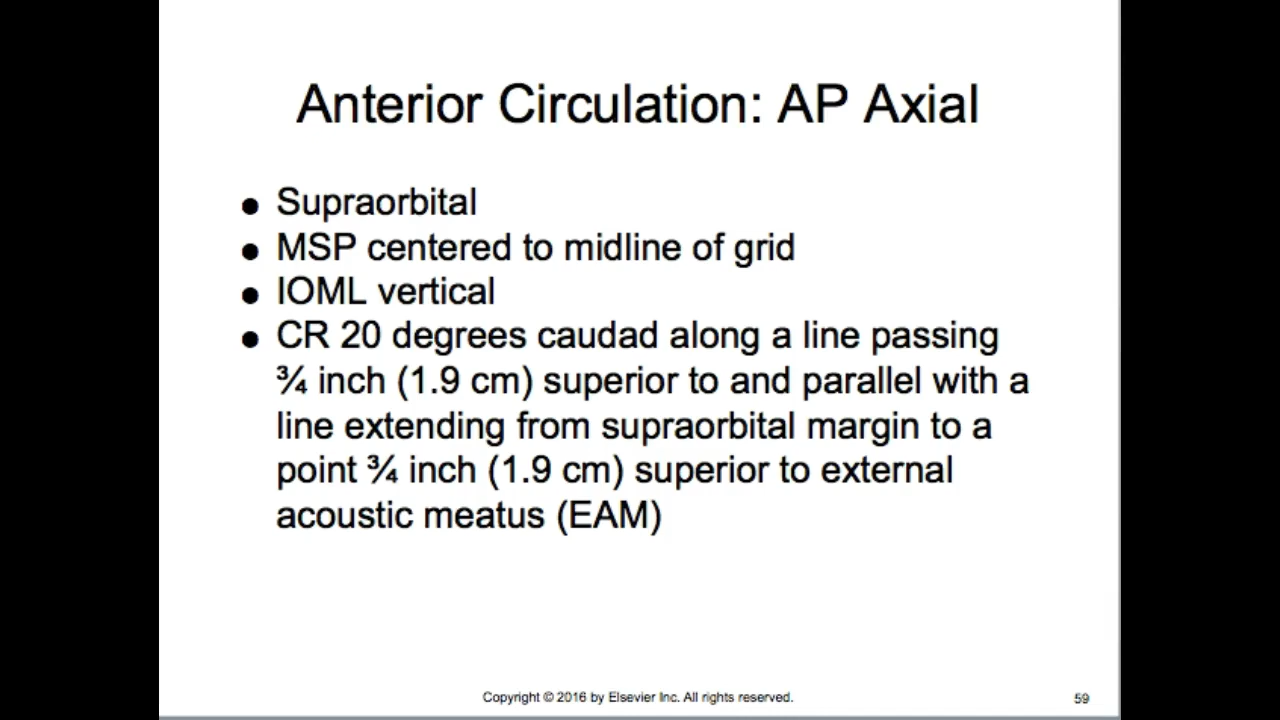 Anterior Circulation: AP Axial
● Supraorbital
● MSP centered to midline of grid
● IOML vertical
● CR 20 degrees caudad along a line passing
¾ inch (1.9 cm) superior to and parallel with a
line extending from supraorbital margin to a
point ¾ inch (1.9 cm) superior to external
acoustic meatus (EAM)
Copyright © 2016 by Elsevier Inc. All rights reserved.
59